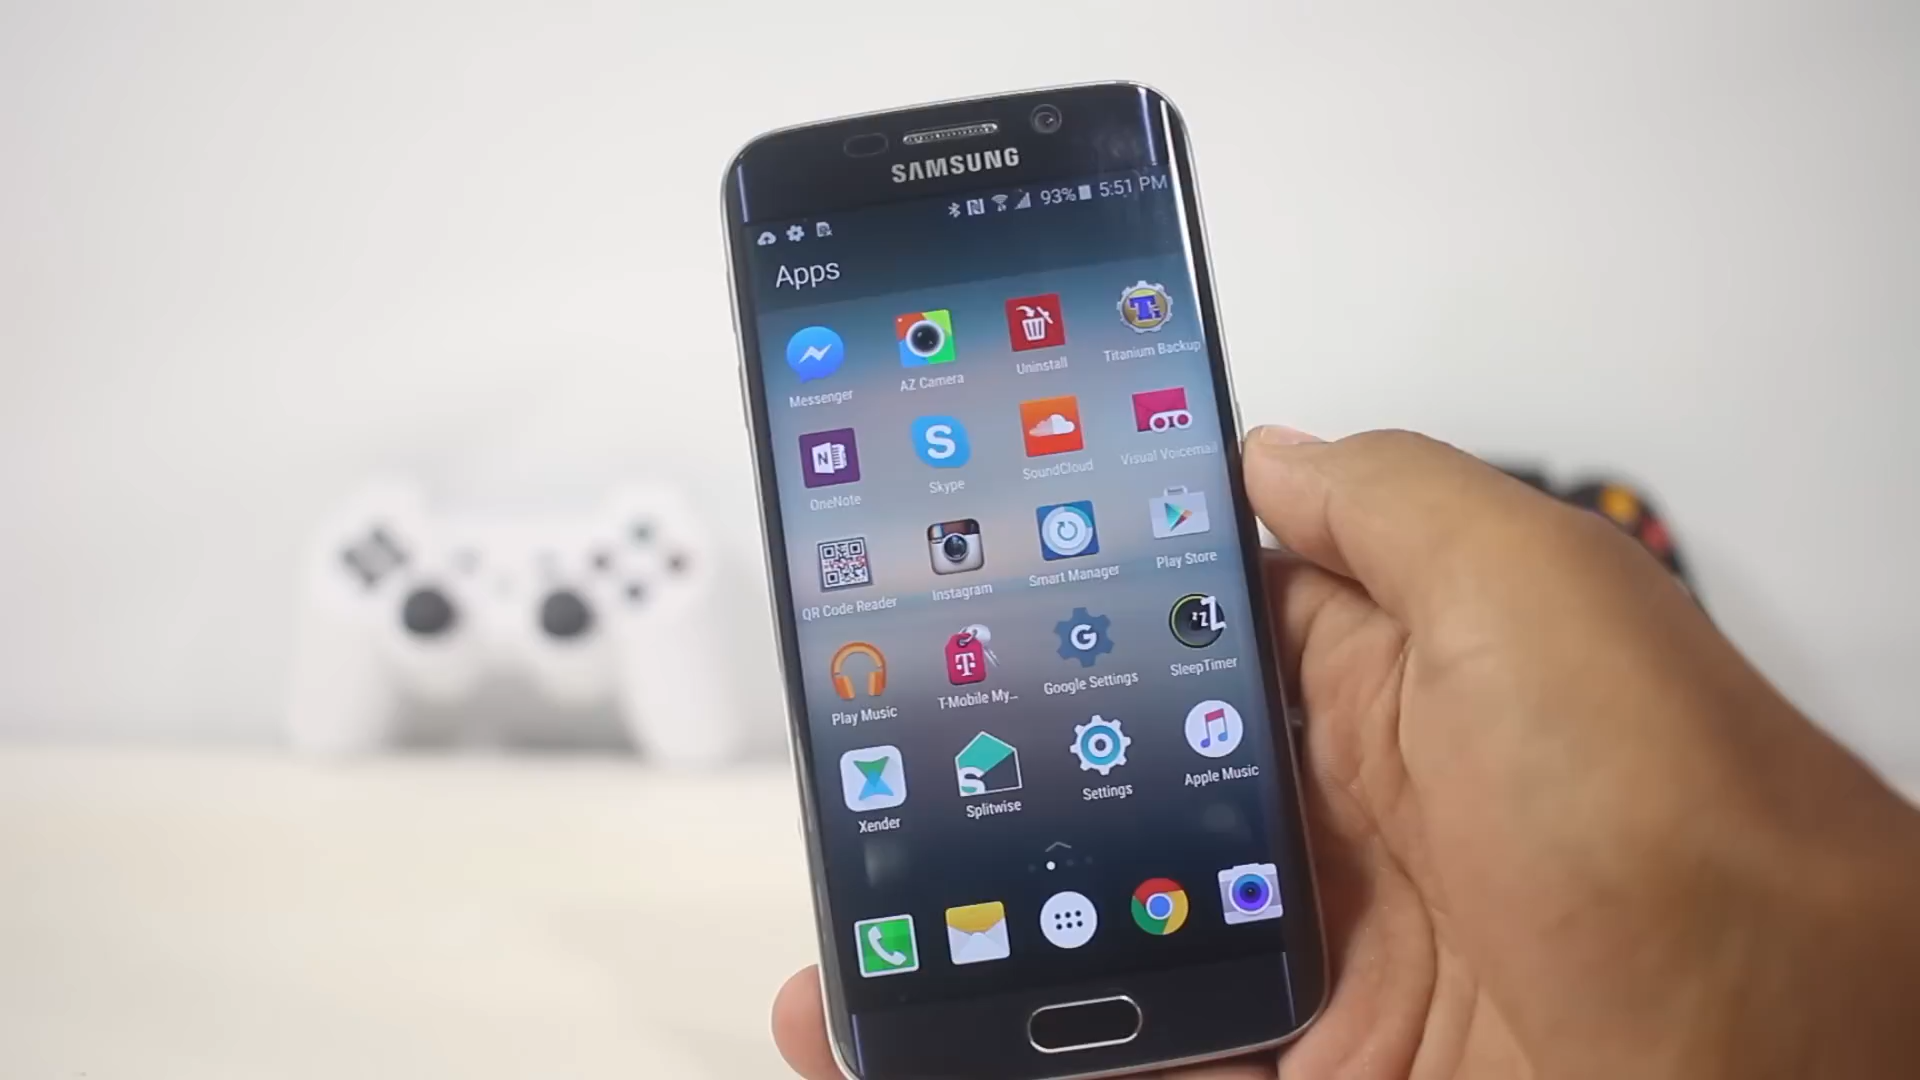 SAMSUNG
93% 5:51 PM
Apps
Messenger
AZ Camera
Uninstall
Titanium Backup
N
OneNote
S
Skype
SoundCloud
Visual Voicemail
QR Code Reader
Instagram
Smart Manager
Play Store
Play Music
T
T-Mobile My...
G
Google Settings
zzZ
SleepTimer
Xender
S
Splitwise
Settings
Apple Music